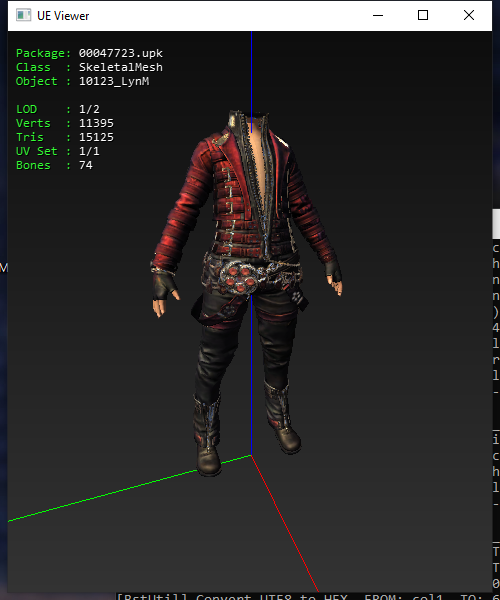 UE Viewer
Package: 00047723.upk
Class : SkeletalMesh
Object : 10123_LynM
LOD : 1/2
Verts : 11395
Tris : 15125
UV Set : 1/1
Bones : 74